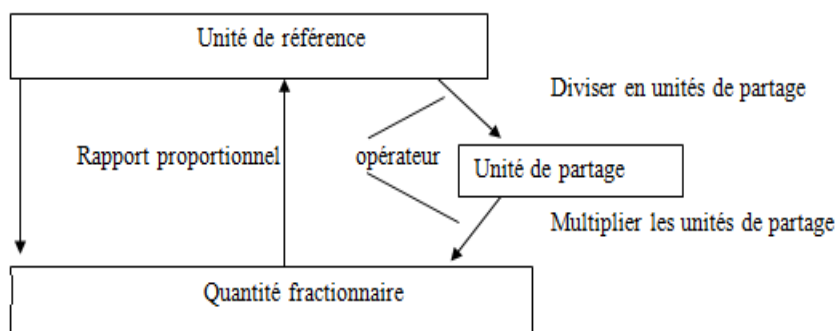 Unité de référence
Diviser en unités de partage
Rapport proportionnel
opérateur
Unité de partage
Multiplier les unités de partage
Quantité fractionnaire